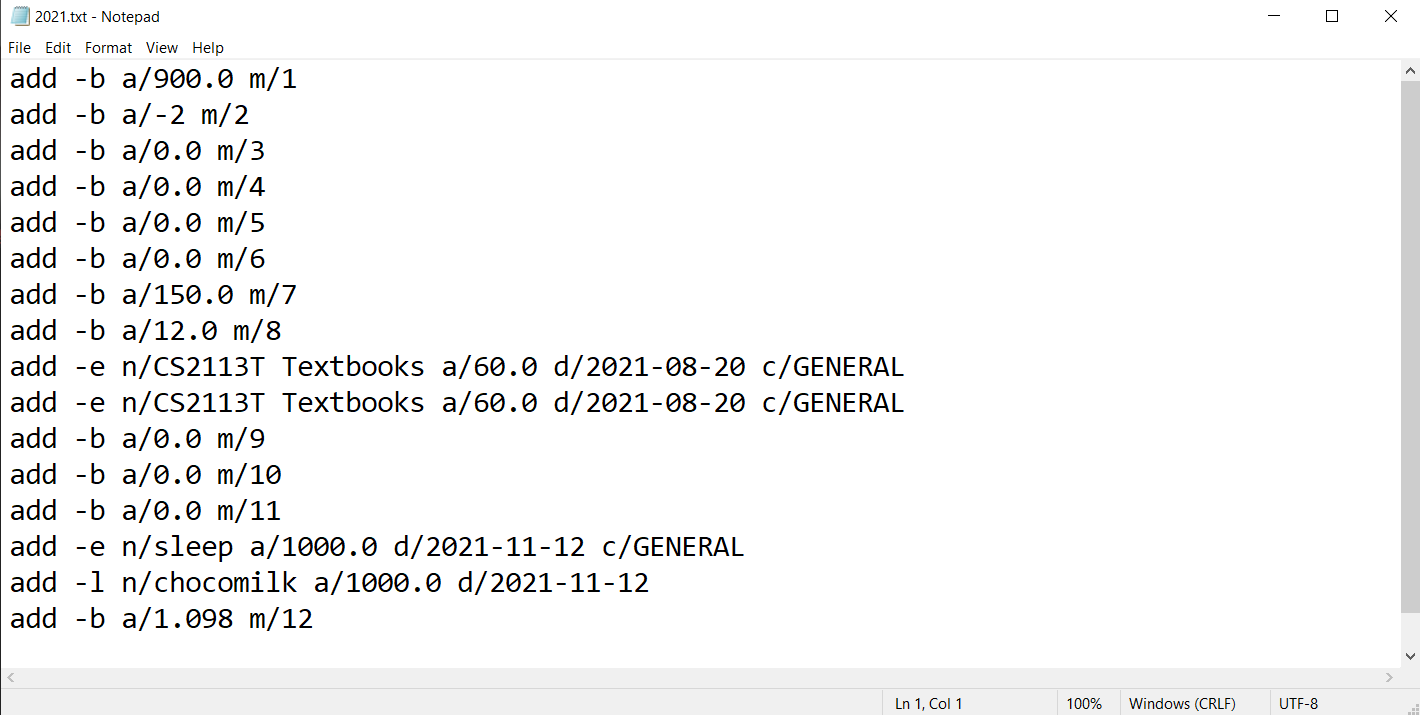 2021.txt - Notepad
File Edit Format View Help
add -b a/900.0 m/1
add -b a/-2 m/2
add -b a/0.0 m/3
add -b a/0.0 m/4
add -b a/0.0 m/5
add -b a/0.0 m/6
add -b a/150.0 m/7
add -b a/12.0 m/8
add -e n/CS2113T Textbooks a/60.0 d/2021-08-20 c/GENERAL
add -e n/CS2113T Textbooks a/60.0 d/2021-08-20 c/GENERAL
add -b a/0.0 m/9
add -b a/0.0 m/10
add -b a/0.0 m/11
add -e n/sleep a/1000.0 d/2021-11-12 c/GENERAL
add -l n/chocomilk a/1000.0 d/2021-11-12
add -b a/1.098 m/12
Ln 1, Col 1 100% Windows (CRLF) UTF-8